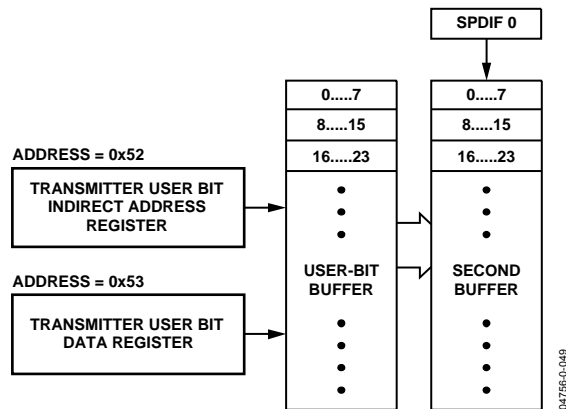 SPDIF 0
0.....7
0.....7
8.....15
8.....15
16.....23
16.....23
ADDRESS = 0x52
TRANSMITTER USER BIT
INDIRECT ADDRESS
REGISTER
USER-BIT
BUFFER
SECOND
BUFFER
ADDRESS = 0x53
TRANSMITTER USER BIT
DATA REGISTER
04756-0-049